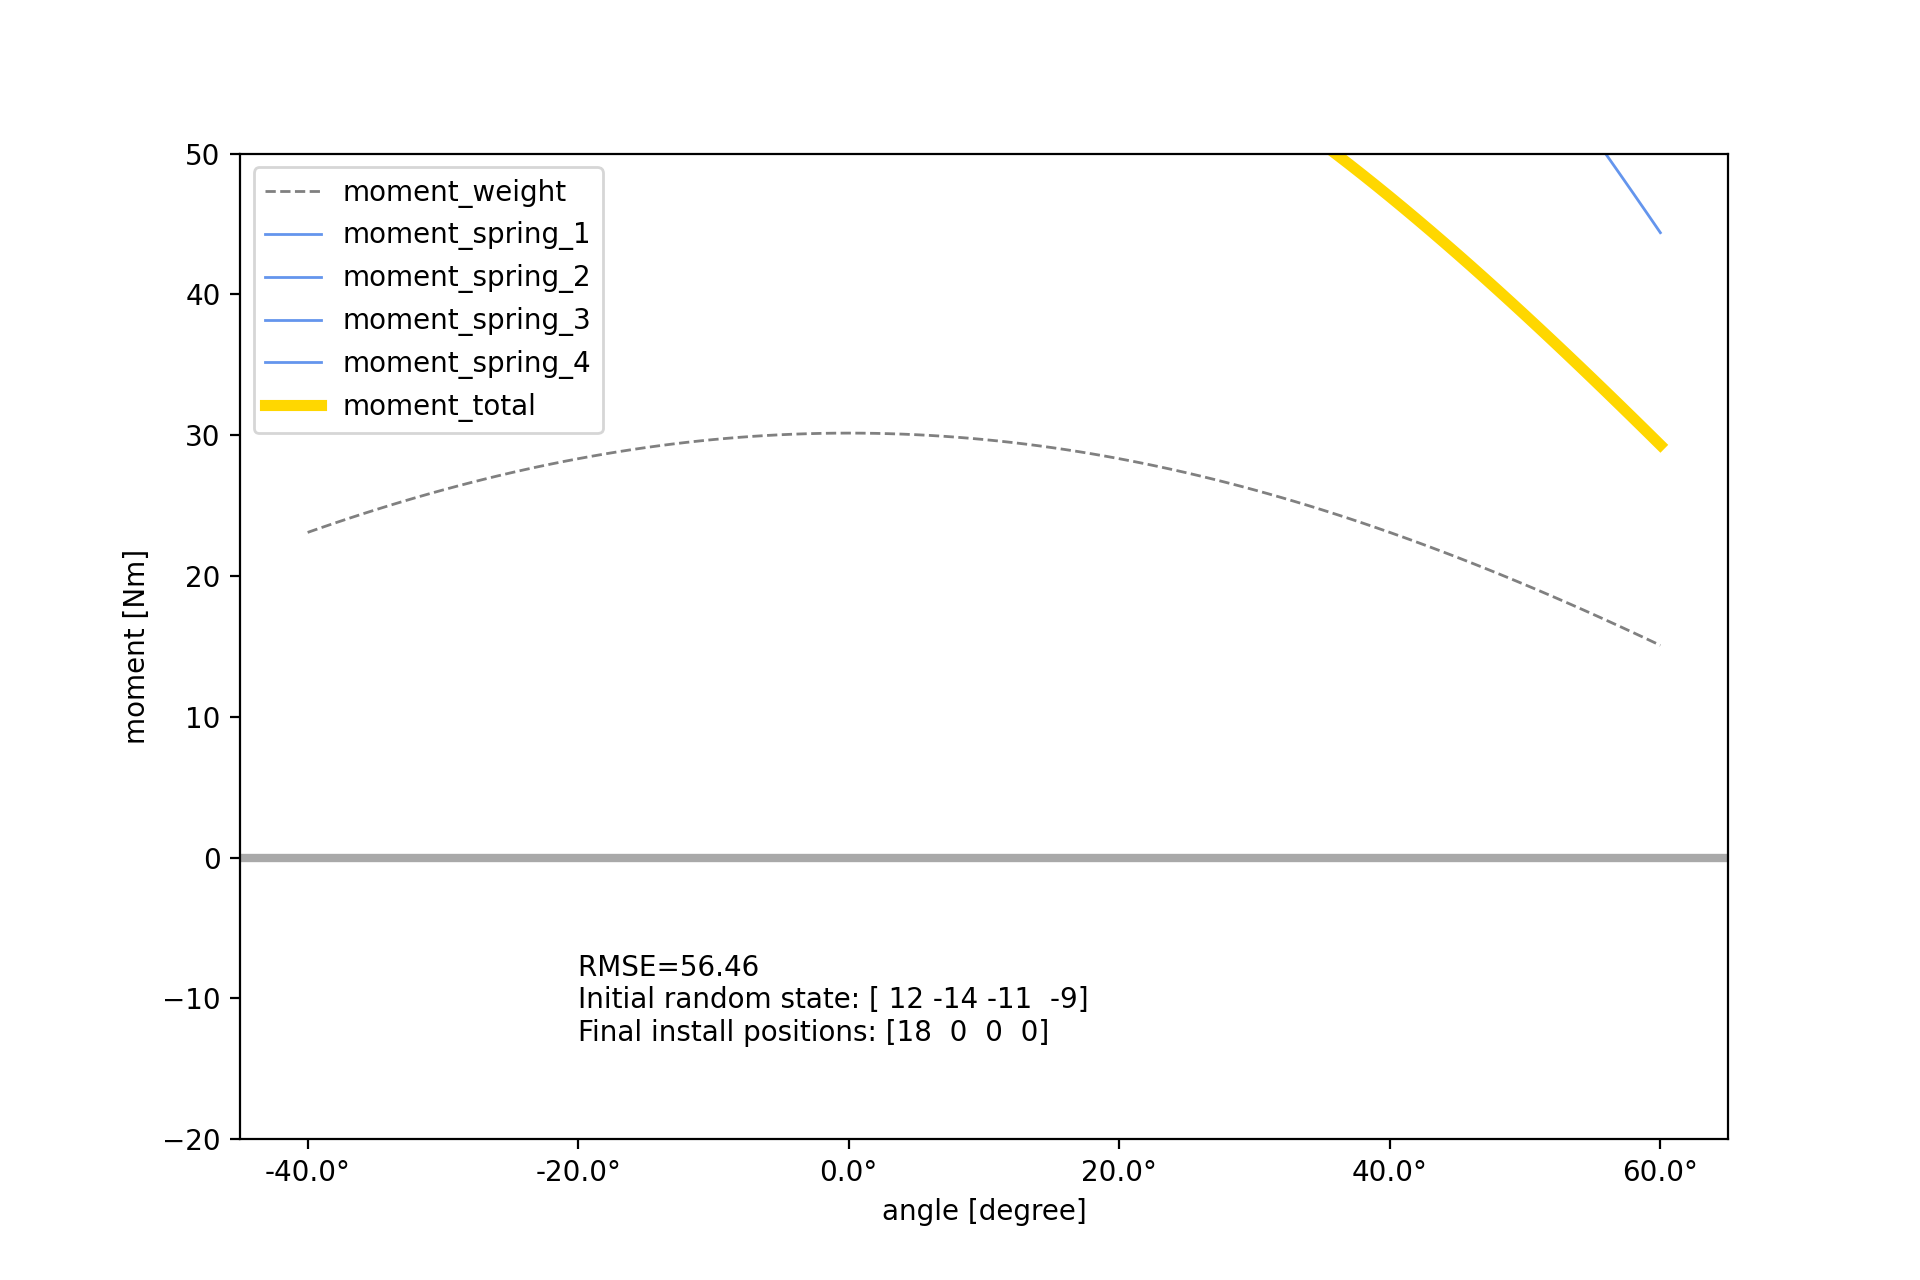 50
40
30
20
10
0
−10
−20
moment [Nm]
moment_weight
moment_spring_1
moment_spring_2
moment_spring_3
moment_spring_4
moment_total
RMSE=56.46
Initial random state: [ 12 -14 -11  -9]
Final install positions: [18  0  0  0]
-40.0° -20.0° 0.0° 20.0° 40.0° 60.0°
angle [degree]